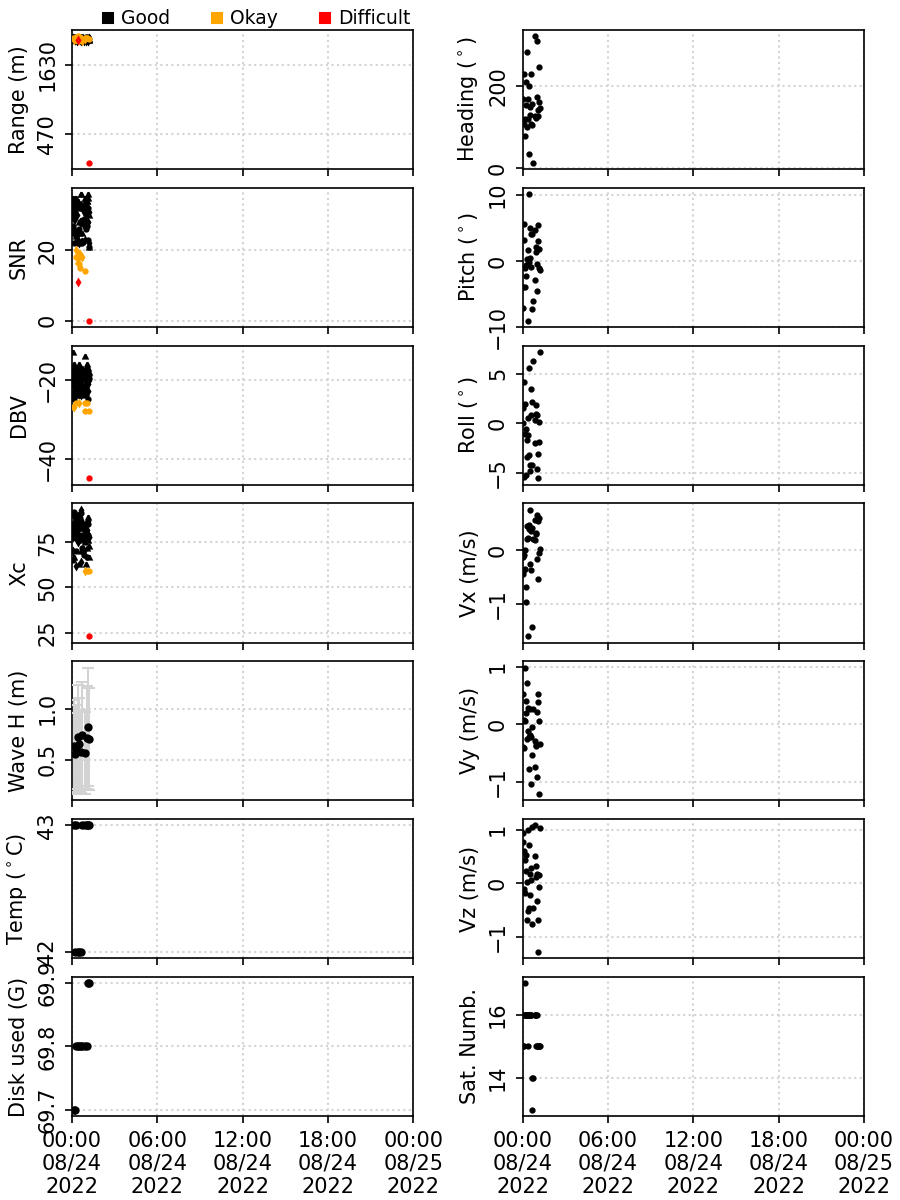 Good Okay Difficult
Range (m)
1630
470
Heading (°)
200
0
SNR
20
0
Pitch (°)
10
0
−10
DBV
−20
−40
Roll (°)
5
0
−5
Xc
75
50
25
Vx (m/s)
0
−1
Wave H (m)
1.0
0.5
Vy (m/s)
1
0
−1
Temp (°C)
43
42
Vz (m/s)
1
0
−1
Disk used (G)
69.9
69.8
69.7
Sat. Numb.
16
14
00:00 06:00 12:00 18:00 00:00
08/24 08/24 08/24 08/24 08/25
2022 2022 2022 2022 2022
00:00 06:00 12:00 18:00 00:00
08/24 08/24 08/24 08/24 08/25
2022 2022 2022 2022 2022